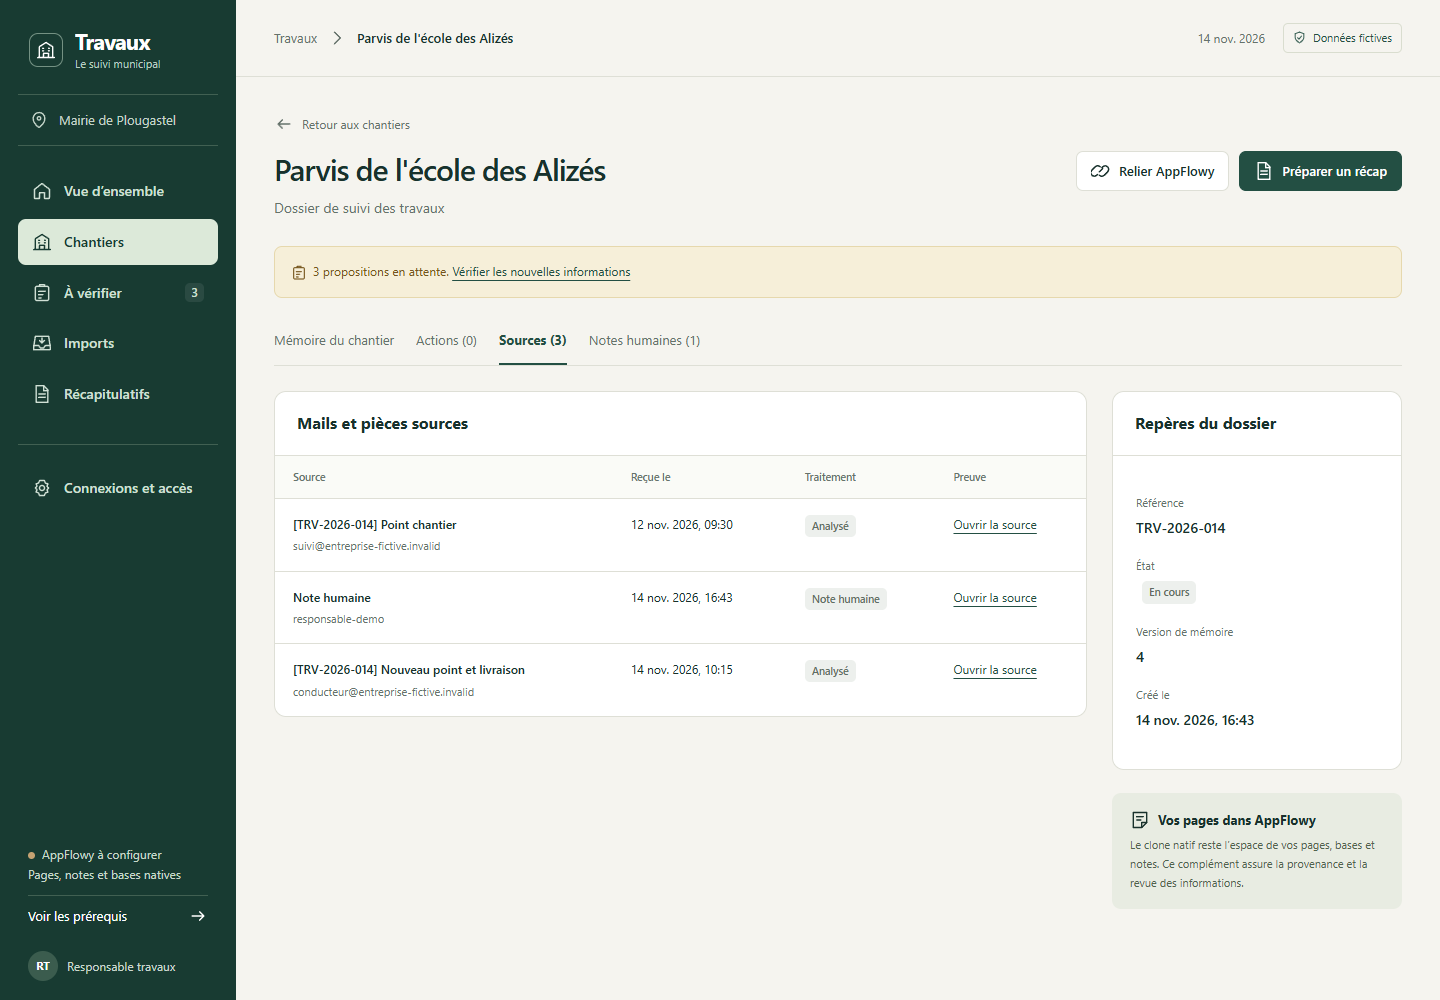 Travaux
Le suivi municipal
Mairie de Plougastel
Vue d’ensemble
Chantiers
À vérifier 3
Imports
Récapitulatifs
Connexions et accès
AppFlowy à configurer
Pages, notes et bases natives
Voir les prérequis
RT Responsable travaux
Travaux Parvis de l'école des Alizés
14 nov. 2026 Données fictives
Retour aux chantiers
Parvis de l'école des Alizés
Dossier de suivi des travaux
Relier AppFlowy Préparer un récap
3 propositions en attente. Vérifier les nouvelles informations
Mémoire du chantier Actions (0) Sources (3) Notes humaines (1)
Mails et pièces sources
Source Reçue le Traitement Preuve
[TRV-2026-014] Point chantier 12 nov. 2026, 09:30 Analysé Ouvrir la source
suivi@entreprise-fictive.invalid
Note humaine 14 nov. 2026, 16:43 Note humaine Ouvrir la source
responsable-demo
[TRV-2026-014] Nouveau point et livraison 14 nov. 2026, 10:15 Analysé Ouvrir la source
conducteur@entreprise-fictive.invalid
Repères du dossier
Référence
TRV-2026-014
État
En cours
Version de mémoire
4
Créé le
14 nov. 2026, 16:43
Vos pages dans AppFlowy
Le clone natif reste l'espace de vos pages, bases et
notes. Ce complément assure la provenance et la
revue des informations.